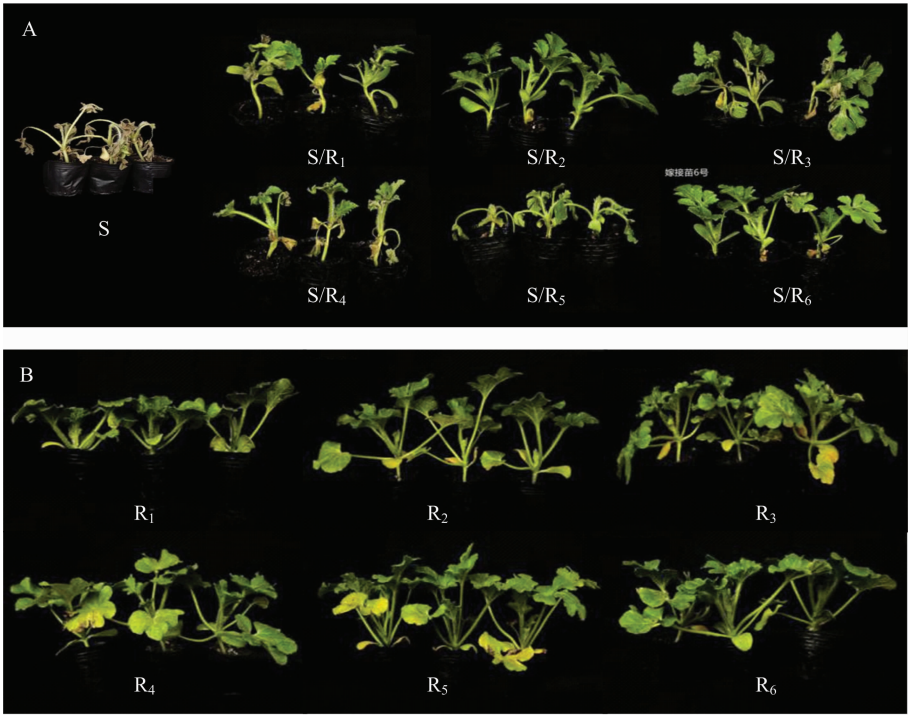 A
S
S/R₁
S/R₂
S/R₃
嫁接苗6号
S/R₄
S/R₅
S/R₆
B
R₁
R₂
R₃
R₄
R₅
R₆